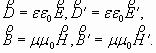 D⃗ = εε₀E⃗, D⃗' = εε₀E⃗',
B⃗ = μμ₀H⃗, B⃗' = μμ₀H⃗'.